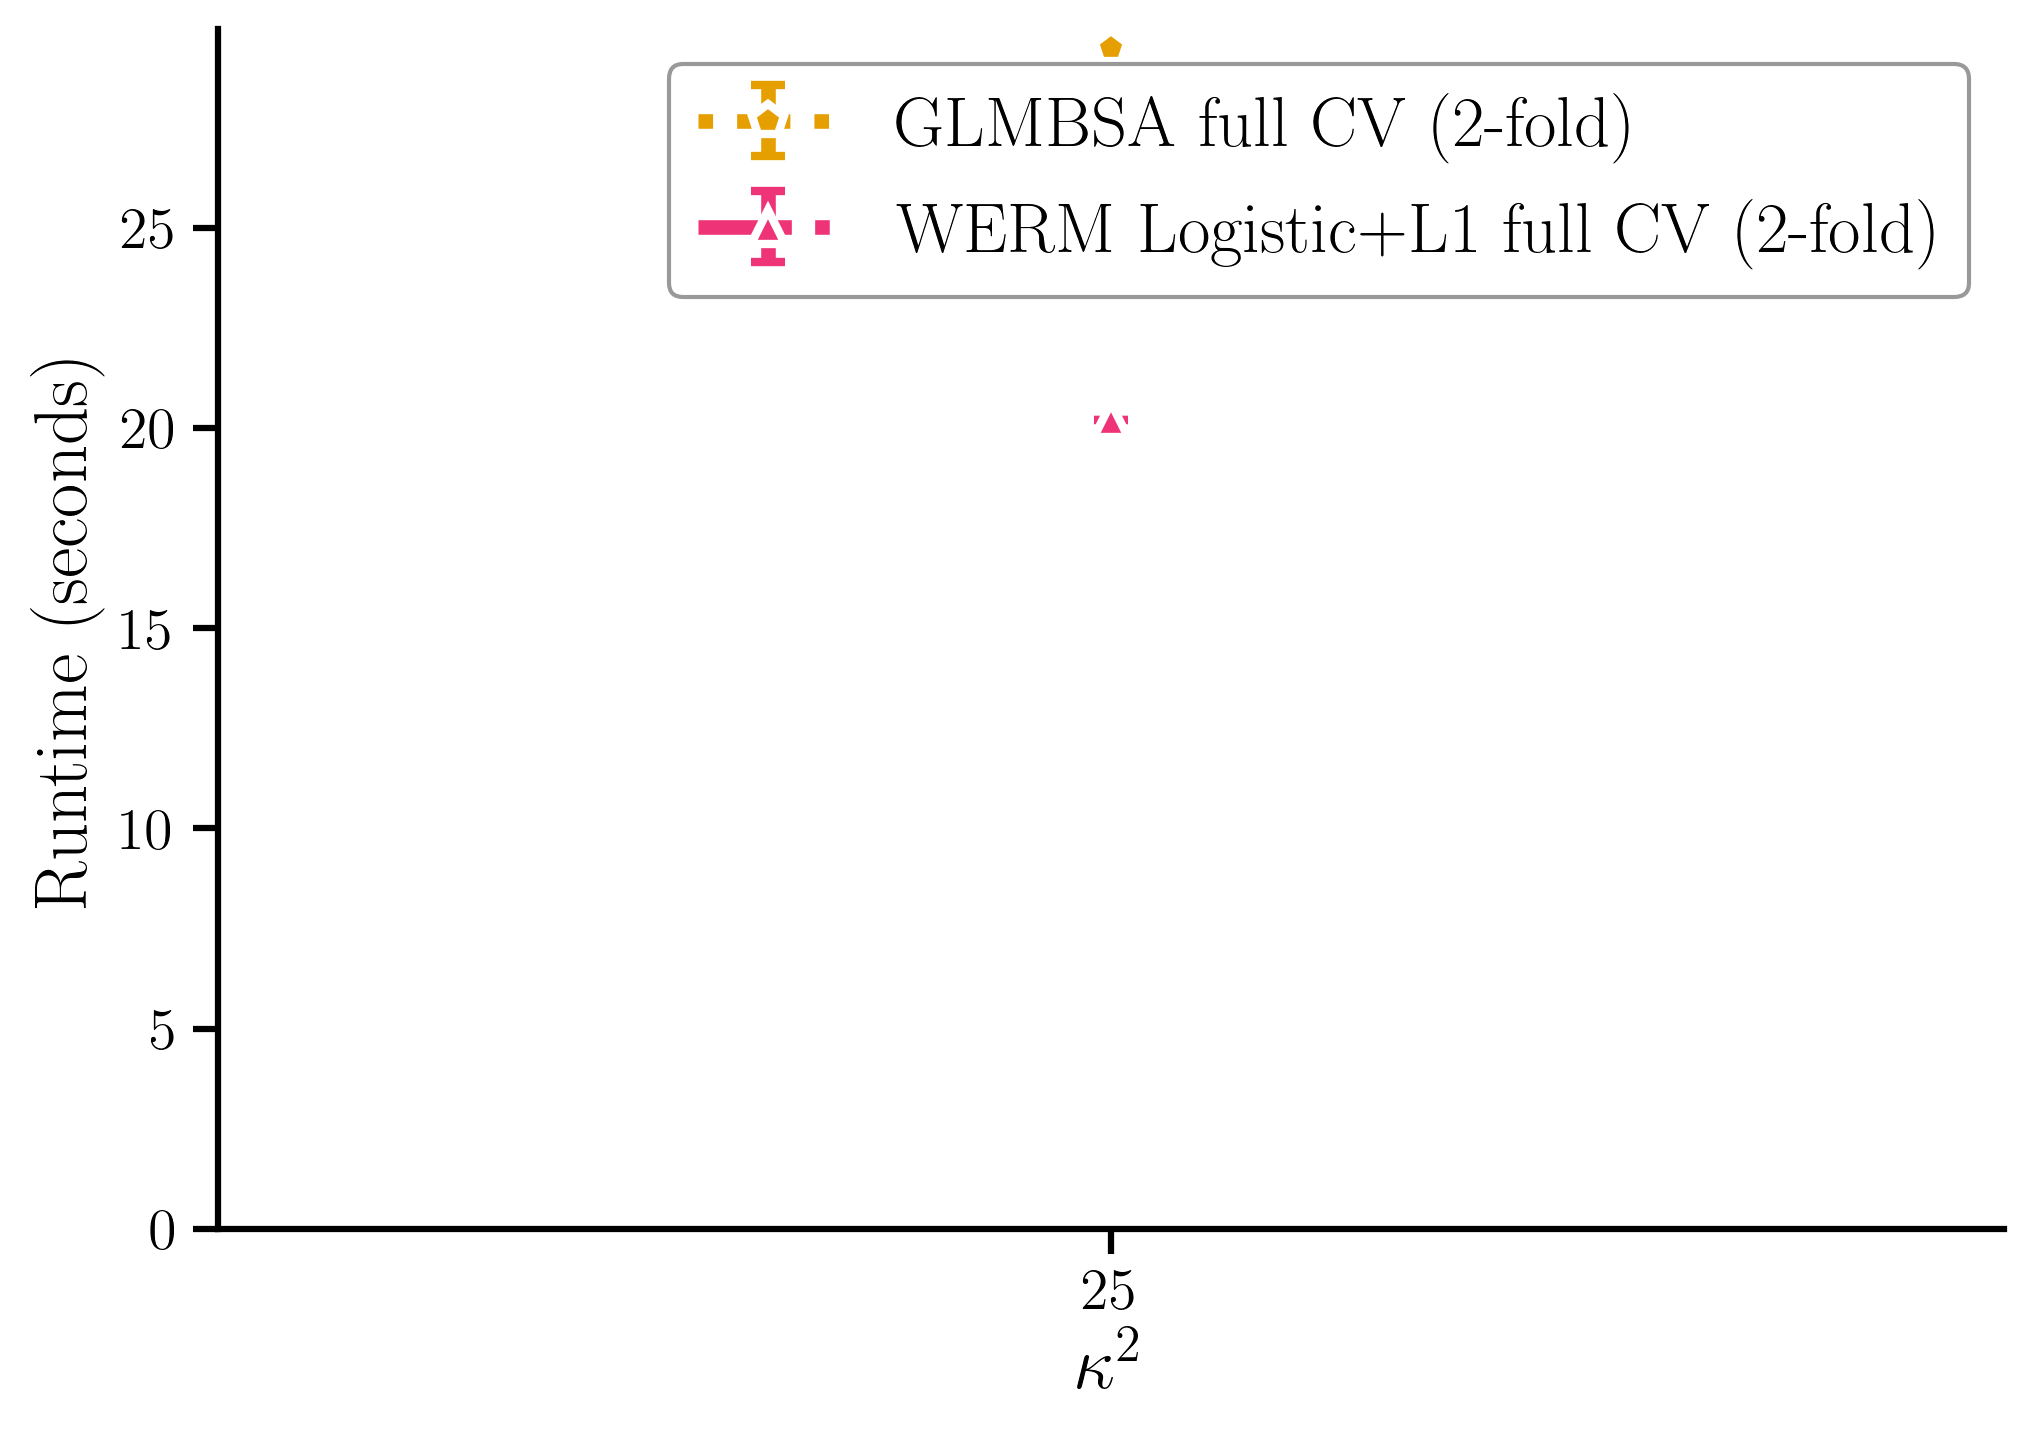 GLMBSA full CV (2-fold)
WERM Logistic+L1 full CV (2-fold)
Runtime (seconds)
25
20
15
10
5
0
25
κ²